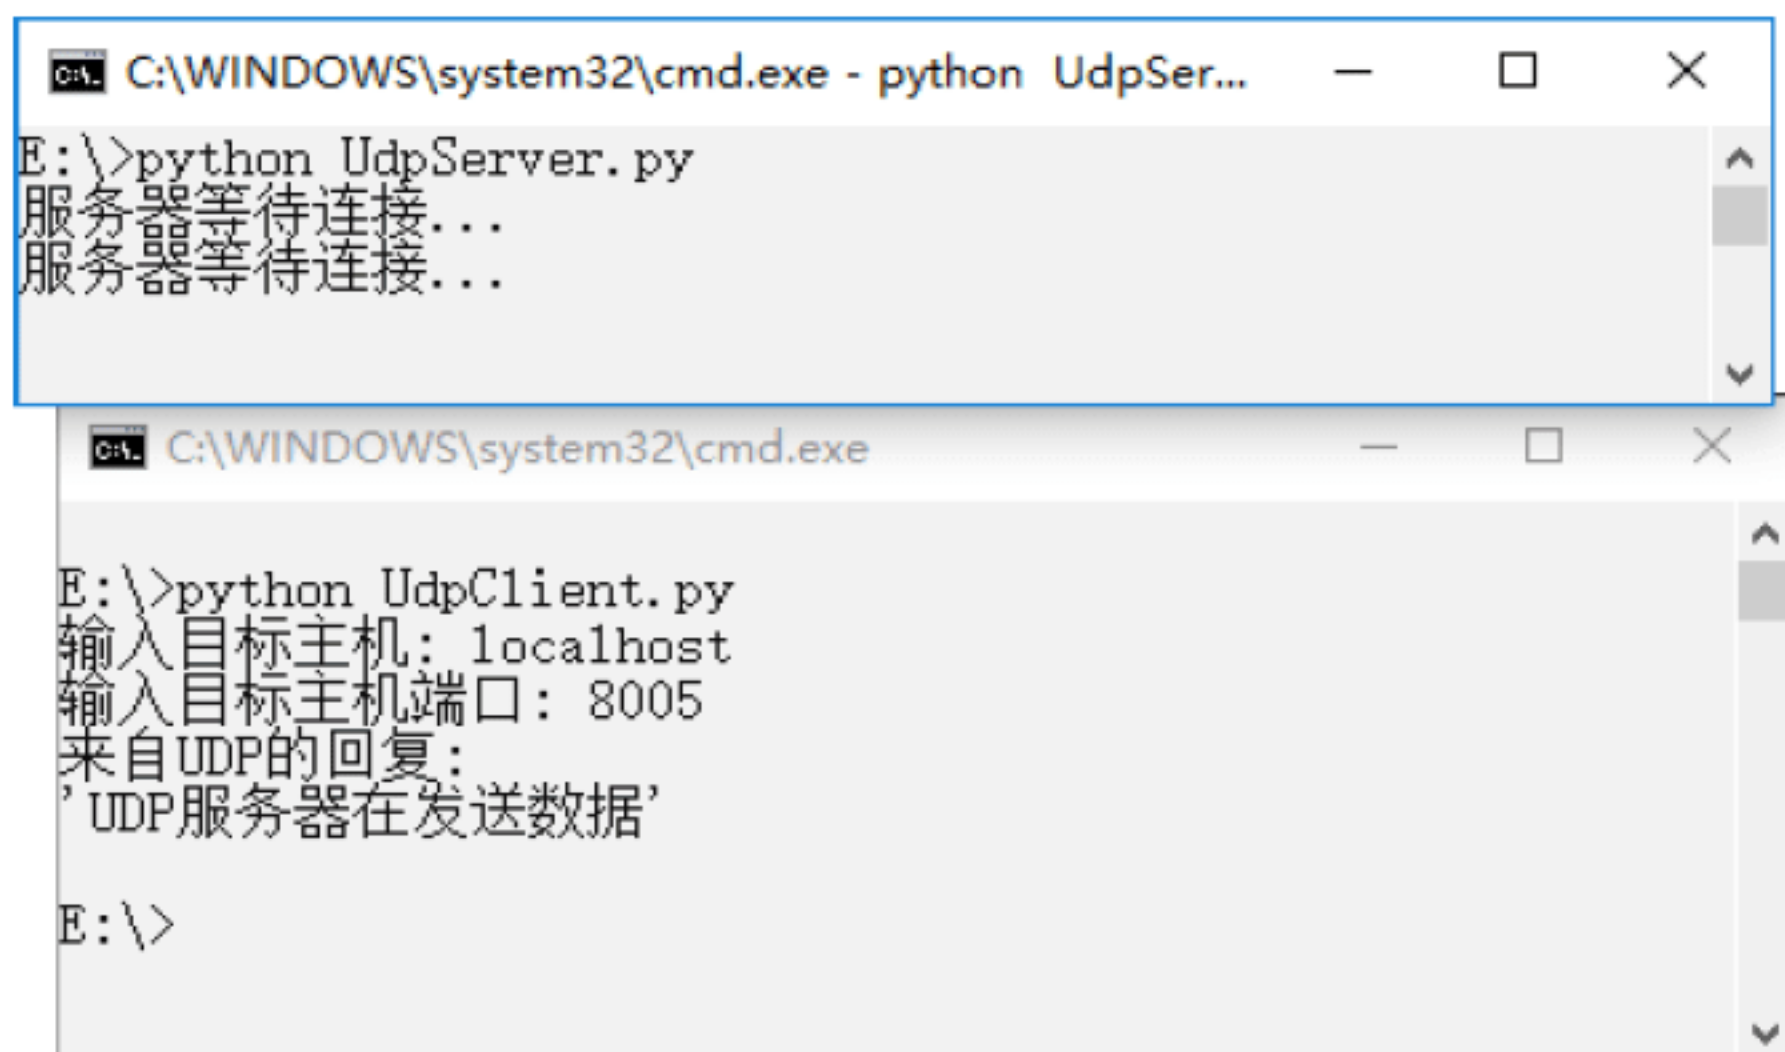 C:\WINDOWS\system32\cmd.exe - python  UdpSer...
E:\>python UdpServer.py
服务器等待连接...
服务器等待连接...
C:\WINDOWS\system32\cmd.exe
E:\>python UdpClient.py
输入目标主机: localhost
输入目标主机端口: 8005
来自UDP的回复:
'UDP服务器在发送数据'
E:\>